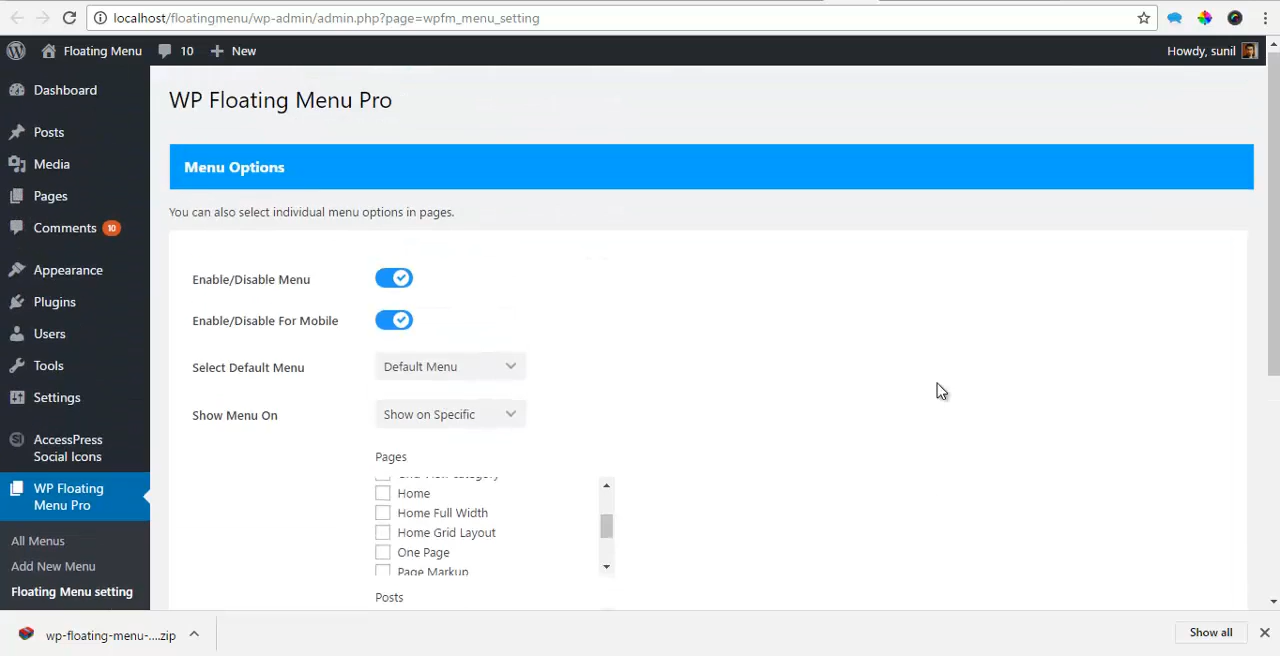 localhost/floatingmenu/wp-admin/admin.php?page=wpfm_menu_setting
Floating Menu
10
New
Howdy, sunil
Dashboard
Posts
Media
Pages
Comments 10
Appearance
Plugins
Users
Tools
Settings
AccessPress
Social Icons
WP Floating
Menu Pro
All Menus
Add New Menu
Floating Menu setting
WP Floating Menu Pro
Menu Options
You can also select individual menu options in pages.
Enable/Disable Menu
Enable/Disable For Mobile
Select Default Menu
Default Menu
Show Menu On
Show on Specific
Pages
Home
Home Full Width
Home Grid Layout
One Page
Page Markup
Posts
wp-floating-menu-....zip
Show all